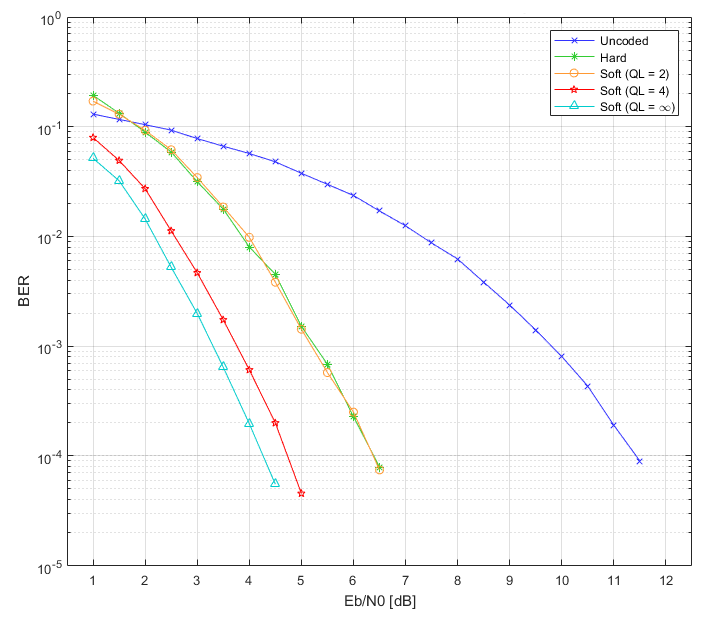 10^0
10^-1
10^-2
10^-3
10^-4
10^-5
BER
Uncoded
Hard
Soft (QL = 2)
Soft (QL = 4)
Soft (QL = ∞)
1 2 3 4 5 6 7 8 9 10 11 12
Eb/N0 [dB]